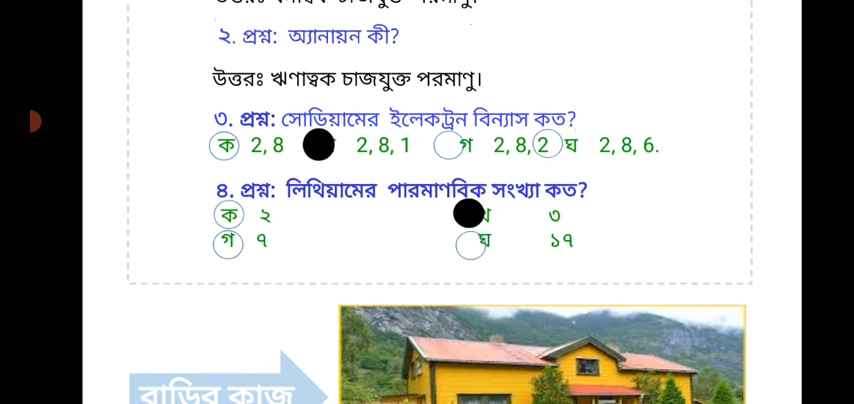 ২. প্রশ্ন: অ্যানায়ন কী?
উত্তরঃ ঋণাত্বক চাজযুক্ত পরমাণু।
৩. প্রশ্ন: সোডিয়ামের ইলেকট্রন বিন্যাস কত?
ক 2, 8 2, 8, 1 গ 2, 8, 2 ঘ 2, 8, 6.
৪. প্রশ্ন: লিথিয়ামের পারমাণবিক সংখ্যা কত?
ক ২ খ ৩
গ ৭ ঘ ১৭
বাড়ির কাজ